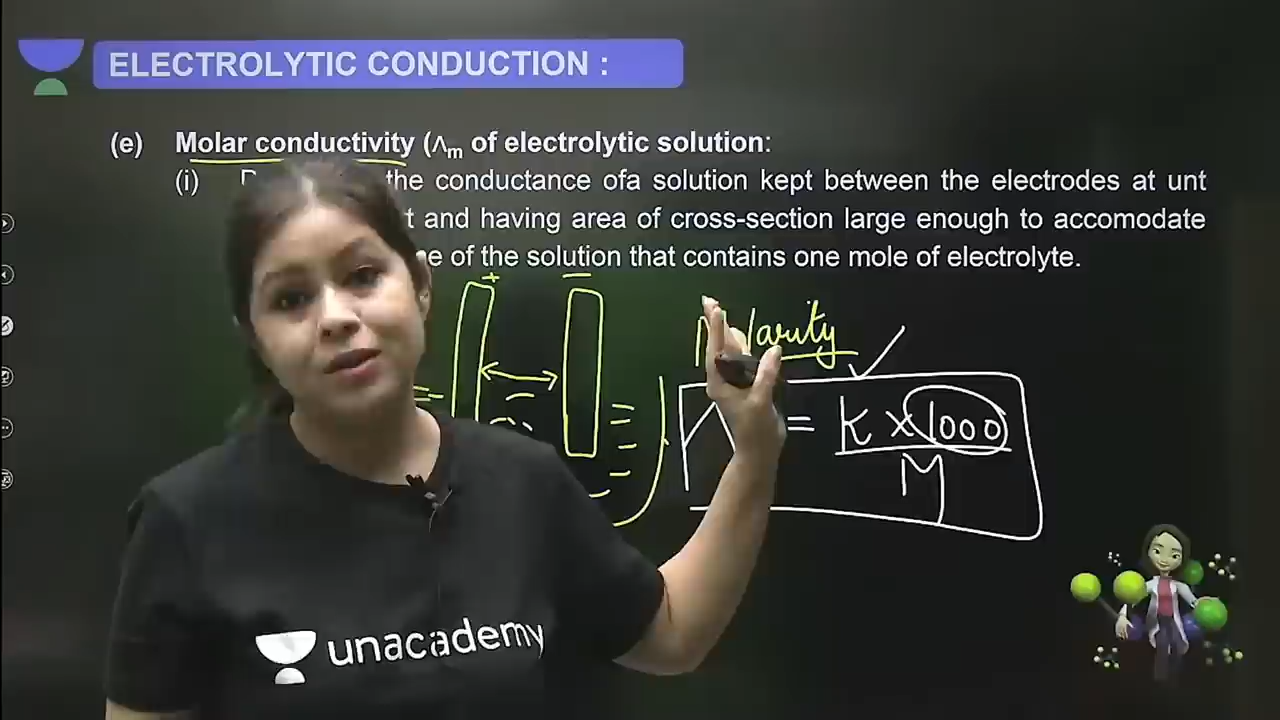 ELECTROLYTIC CONDUCTION :
(e) Molar conductivity (Λm of electrolytic solution:
(i) the conductance ofa solution kept between the electrodes at unt
and having area of cross-section large enough to accomodate
of the solution that contains one mole of electrolyte.
+ −
= K × 1000
M
unacademy